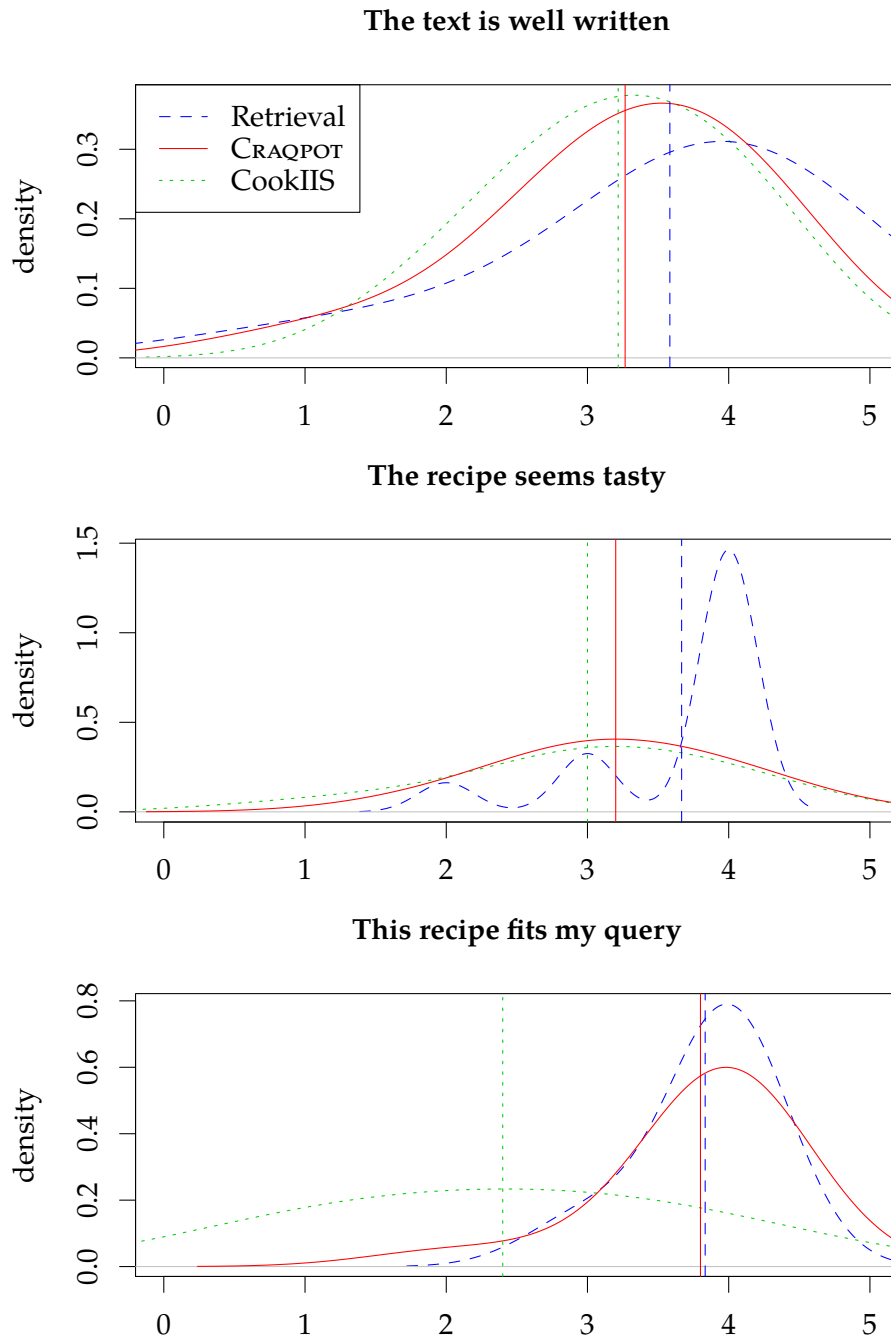 The text is well written
Retrieval
CRAQPOT
CookIIS
density
0.0 0.1 0.2 0.3
0 1 2 3 4 5
The recipe seems tasty
density
0.0 0.5 1.0 1.5
0 1 2 3 4 5
This recipe fits my query
density
0.0 0.2 0.4 0.6 0.8
0 1 2 3 4 5